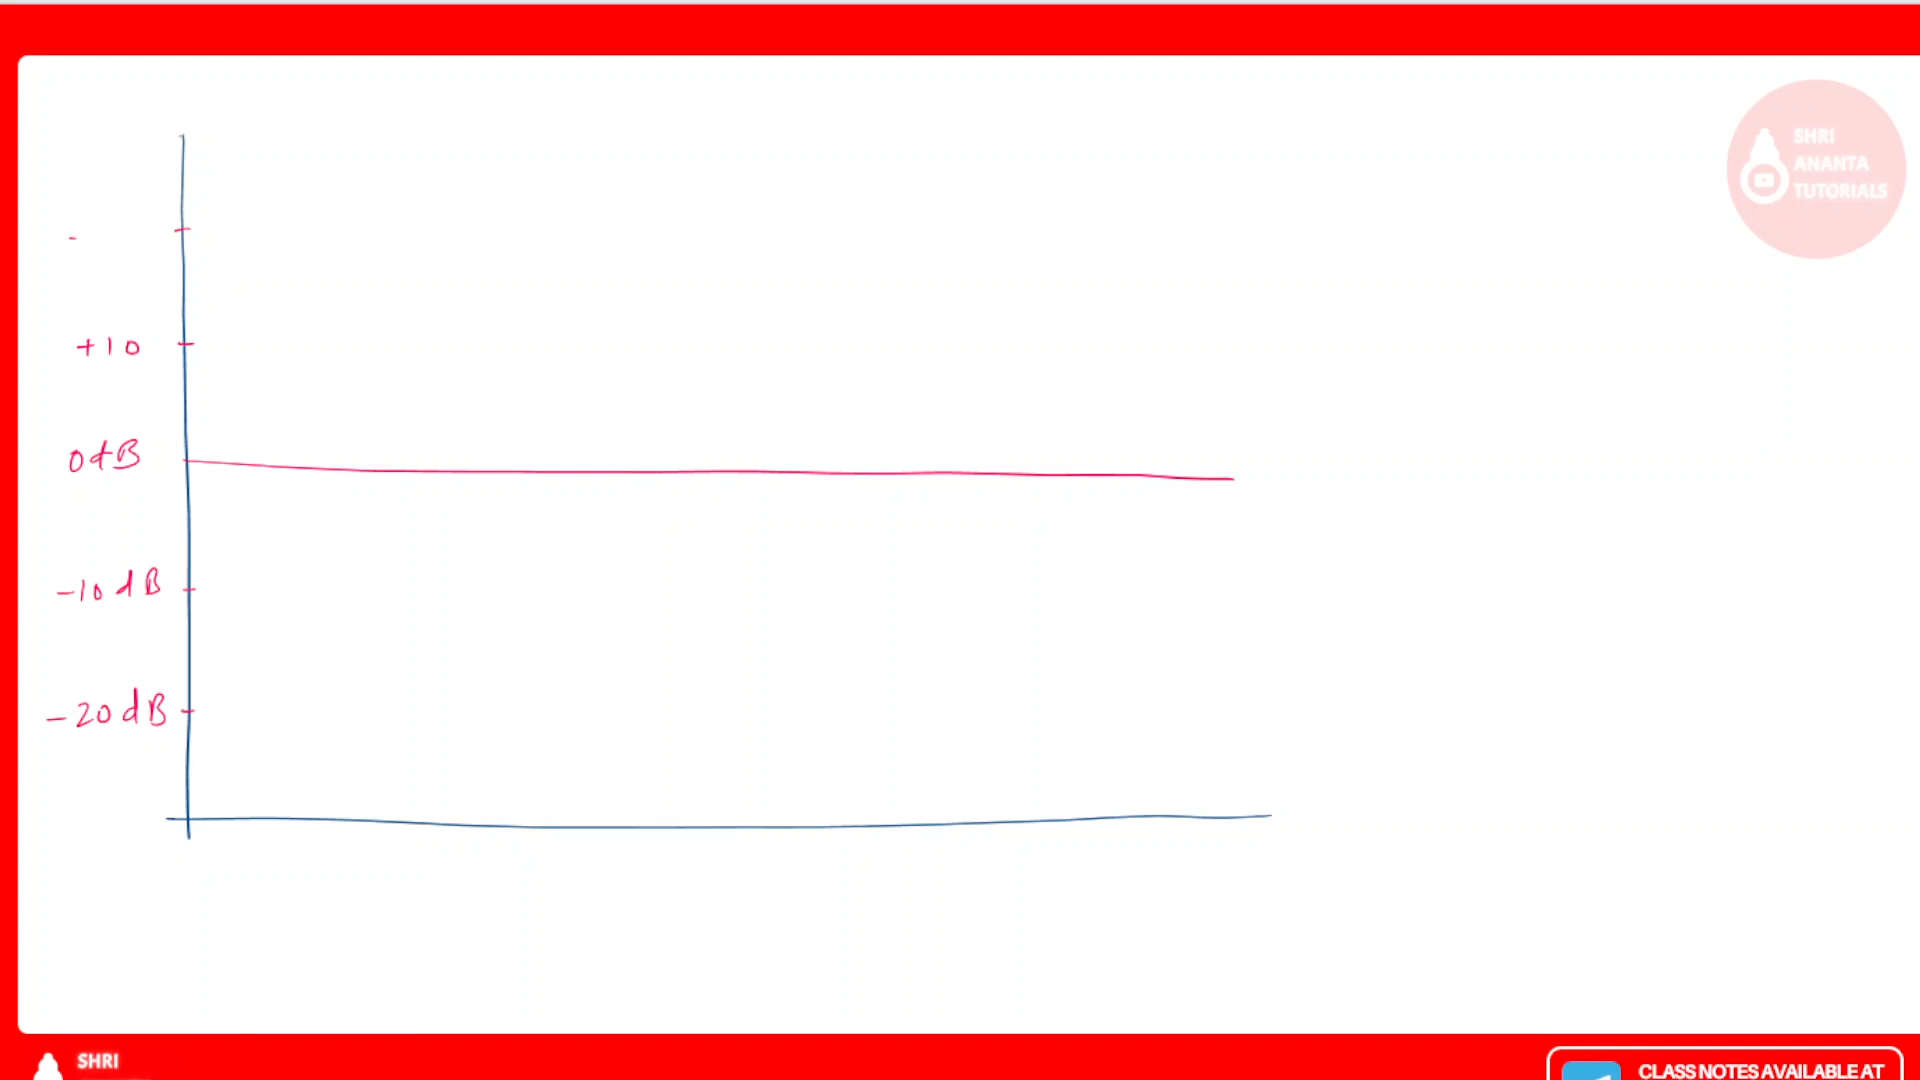 SHRI
ANANTA
TUTORIALS
-
+10
0dB
-10dB
-20dB
SHRI
CLASS NOTES AVAILABLE AT